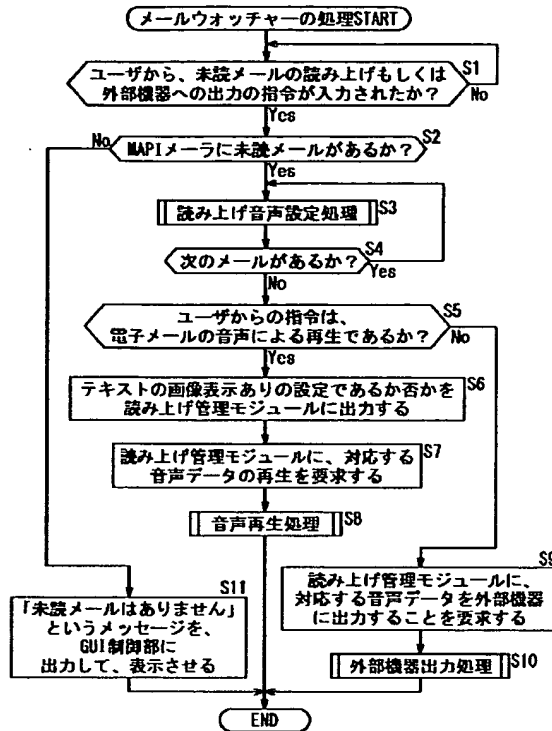 メールウォッチャーの処理START
S1
ユーザから、未読メールの読み上げもしくは
外部機器への出力の指令が入力されたか？
No
Yes
S2
No
MAPIメーラに未読メールがあるか？
Yes
読み上げ音声設定処理
S3
S4
次のメールがあるか？
Yes
No
S5
ユーザからの指令は、
電子メールの音声による再生であるか？
No
Yes
S6
テキストの画像表示ありの設定であるか否かを
読み上げ管理モジュールに出力する
S7
読み上げ管理モジュールに、対応する
音声データの再生を要求する
音声再生処理
S8
S9
読み上げ管理モジュールに、
対応する音声データを外部機器
に出力することを要求する
S11
「未読メールはありません」
というメッセージを、
GUI制御部に
出力して、表示させる
外部機器出力処理
S10
END